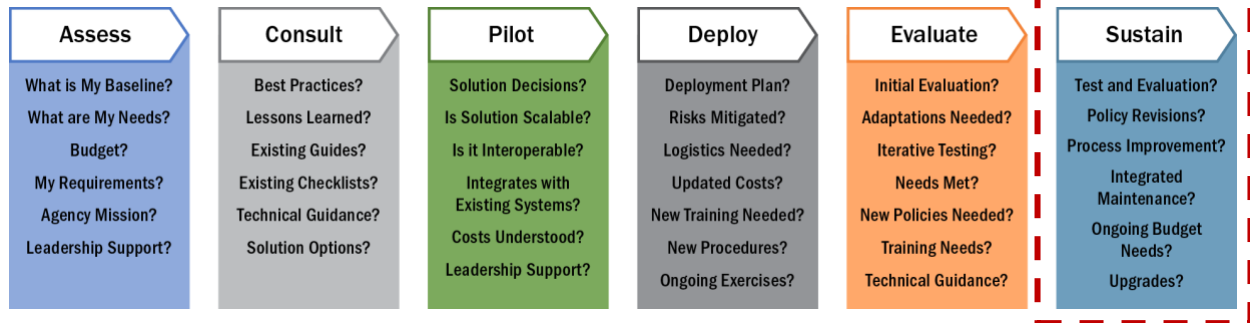 Assess
What is My Baseline?
What are My Needs?
Budget?
My Requirements?
Agency Mission?
Leadership Support?
Consult
Best Practices?
Lessons Learned?
Existing Guides?
Existing Checklists?
Technical Guidance?
Solution Options?
Pilot
Solution Decisions?
Is Solution Scalable?
Is it Interoperable?
Integrates with
Existing Systems?
Costs Understood?
Leadership Support?
Deploy
Deployment Plan?
Risks Mitigated?
Logistics Needed?
Updated Costs?
New Training Needed?
New Procedures?
Ongoing Exercises?
Evaluate
Initial Evaluation?
Adaptations Needed?
Iterative Testing?
Needs Met?
New Policies Needed?
Training Needs?
Technical Guidance?
Sustain
Test and Evaluation?
Policy Revisions?
Process Improvement?
Integrated
Maintenance?
Ongoing Budget
Needs?
Upgrades?